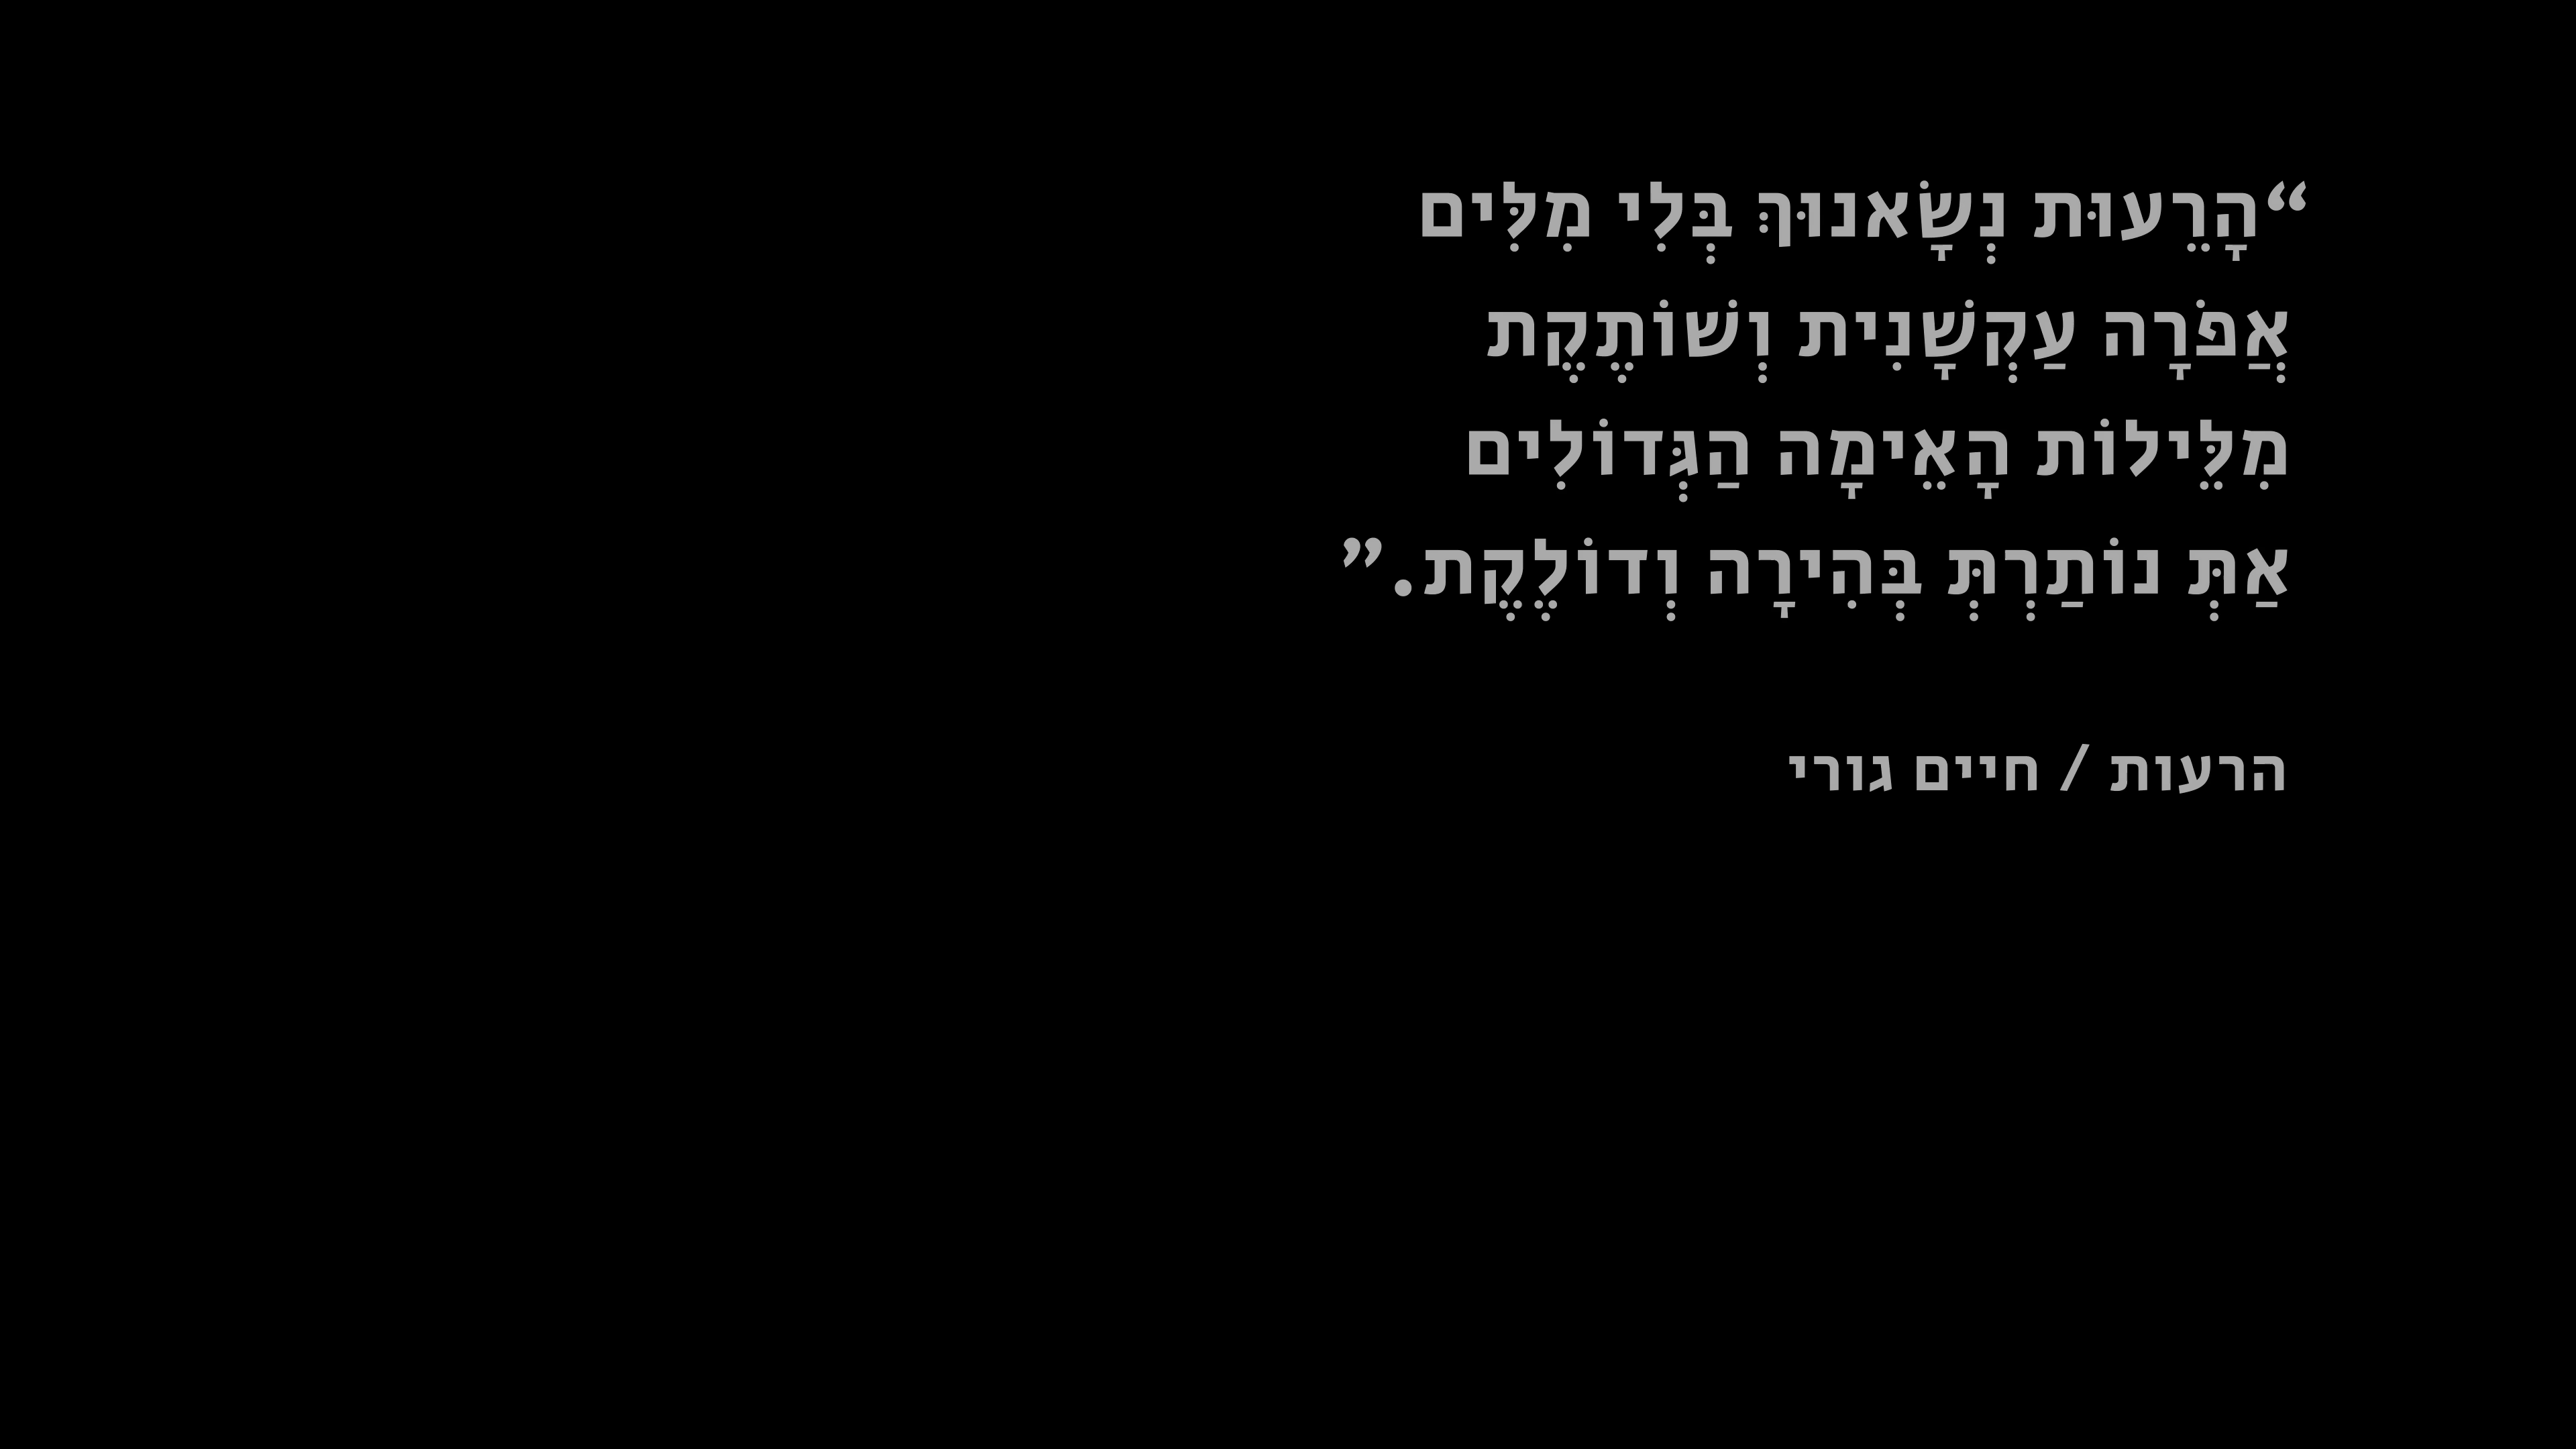 “הָרֵעוּת נְשָׂאנוּךְ בְּלִי מִלִּים
אֲפֹרָה עַקְשָׁנִית וְשׁוֹתֶקֶת
מִלֵּילוֹת הָאֵימָה הַגְּדוֹלִים
אַתְּ נוֹתַרְתְּ בְּהִירָה וְדוֹלֶקֶת.”
הרעות / חיים גורי